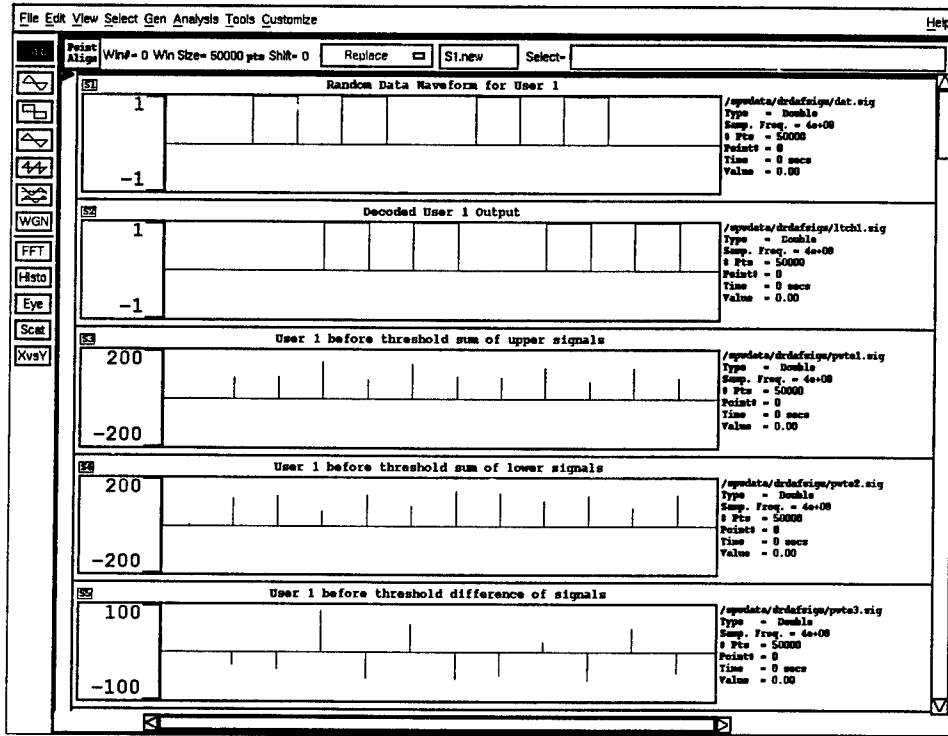 File Edit View Select Gen Analysis Tools Customize
Help
Point Align Win#= 0 Win Size= 50000 pts Shift= 0 Replace S1.new Select=
WGN
FFT
Histo
Eye
Scat
XvsY
S1 Random Data Waveform for User 1
1
-1
Type = Double
Samp. Freq. = 4e+08
# Pts = 50000
Point# = 0
Time = 0 secs
Value = 0.00
S2 Decoded User 1 Output
1
-1
Type = Double
Samp. Freq. = 4e+08
# Pts = 50000
Point# = 0
Time = 0 secs
Value = 0.00
S3 User 1 before threshold sum of upper signals
200
-200
Type = Double
Samp. Freq. = 4e+08
# Pts = 50000
Point# = 0
Time = 0 secs
Value = 0.00
S4 User 1 before threshold sum of lower signals
200
-200
Type = Double
Samp. Freq. = 4e+08
# Pts = 50000
Point# = 0
Time = 0 secs
Value = 0.00
S5 User 1 before threshold difference of signals
100
-100
Type = Double
Samp. Freq. = 4e+08
# Pts = 50000
Point# = 0
Time = 0 secs
Value = 0.00